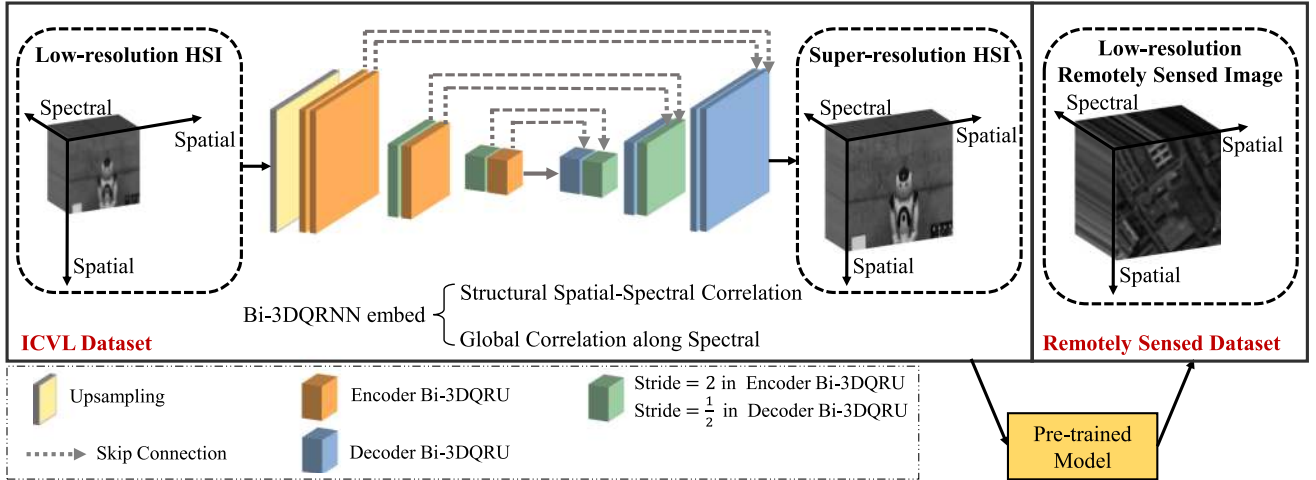 Low-resolution HSI
Spectral
Spatial
Spatial
ICVL Dataset
Bi-3DQRNN embed
Structural Spatial-Spectral Correlation
Global Correlation along Spectral
Super-resolution HSI
Spectral
Spatial
Spatial
Low-resolution
Remotely Sensed Image
Spectral
Spatial
Spatial
Remotely Sensed Dataset
Upsampling
Encoder Bi-3DQRU
Stride = 2 in Encoder Bi-3DQRU
Stride = 1/2 in Decoder Bi-3DQRU
Skip Connection
Decoder Bi-3DQRU
Pre-trained
Model